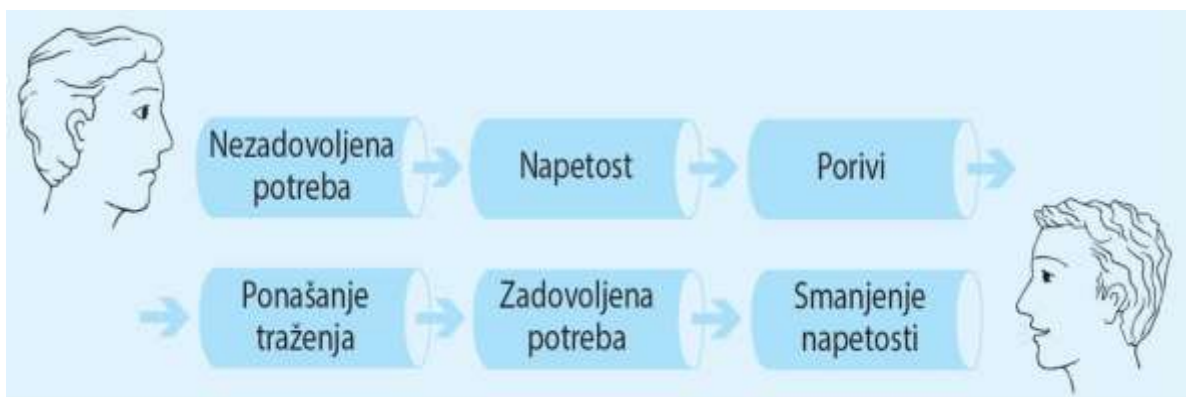 Nezadovoljena
potreba
Napetost
Porivi
Ponašanje
traženja
Zadovoljena
potreba
Smanjenje
napetosti